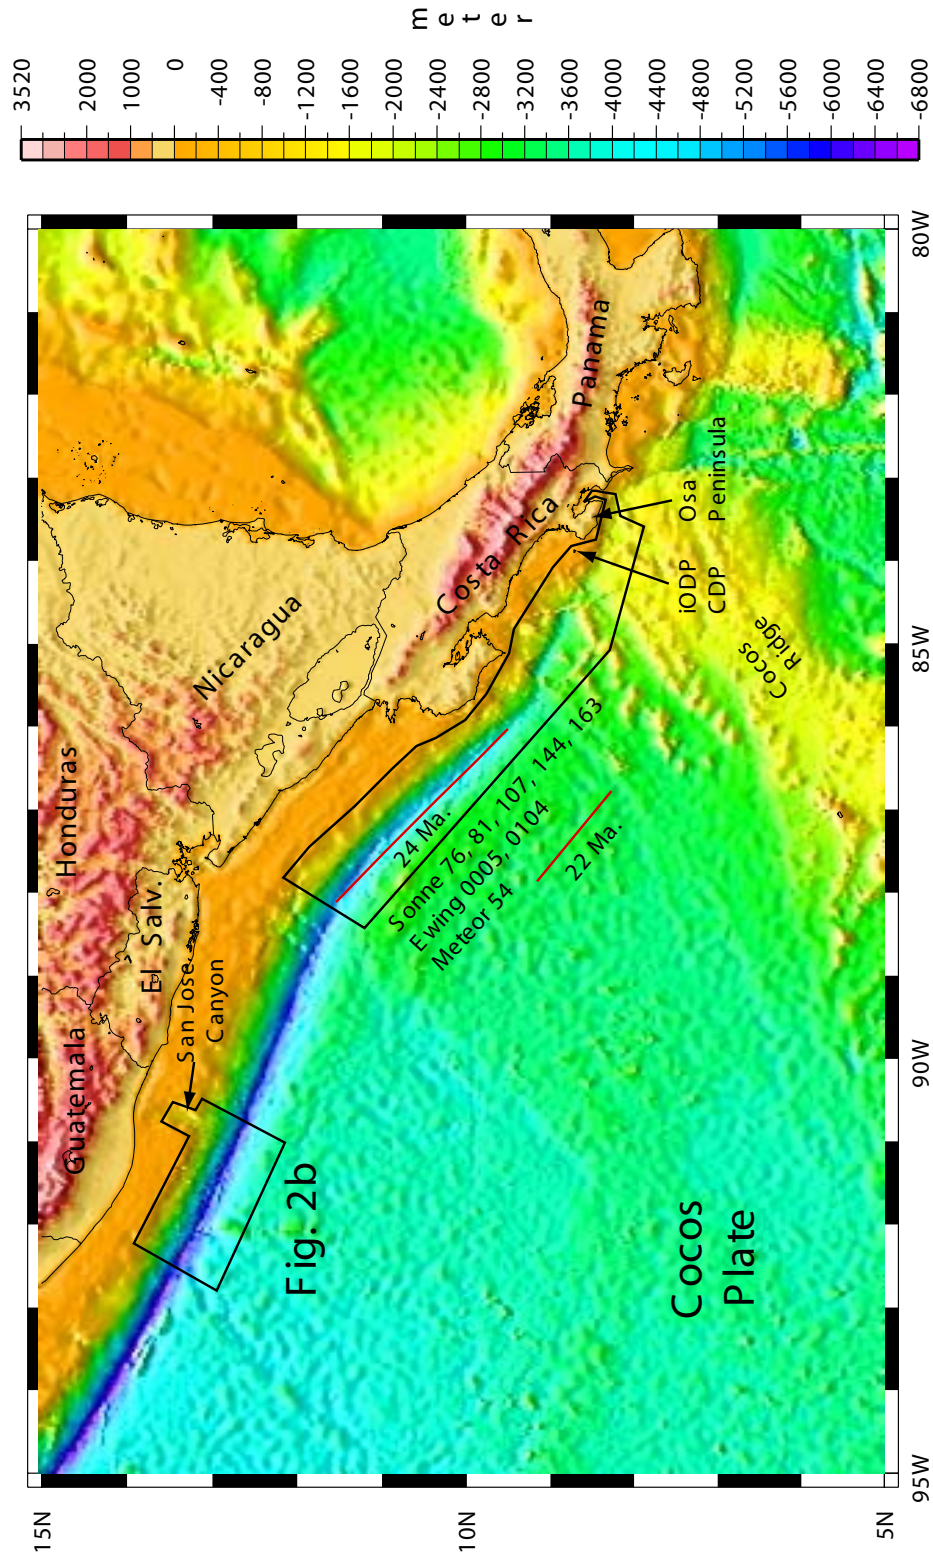 3520
2000
1000
0
-400
-800
-1200
-1600
-2000
-2400
-2800
-3200
-3600
-4000
-4400
-4800
-5200
-5600
-6000
-6400
-6800
meter
15N
10N
5N
95W
90W
85W
80W
Guatemala
Honduras
El Salv.
Nicaragua
Costa Rica
Panama
San Jose
Canyon
Fig. 2b
24 Ma.
Sonne 76, 81, 107, 144, 163
Ewing 0005, 0104
Meteor 54
22 Ma.
iODP
CDP
Osa
Peninsula
Cocos
Ridge
Cocos
Plate